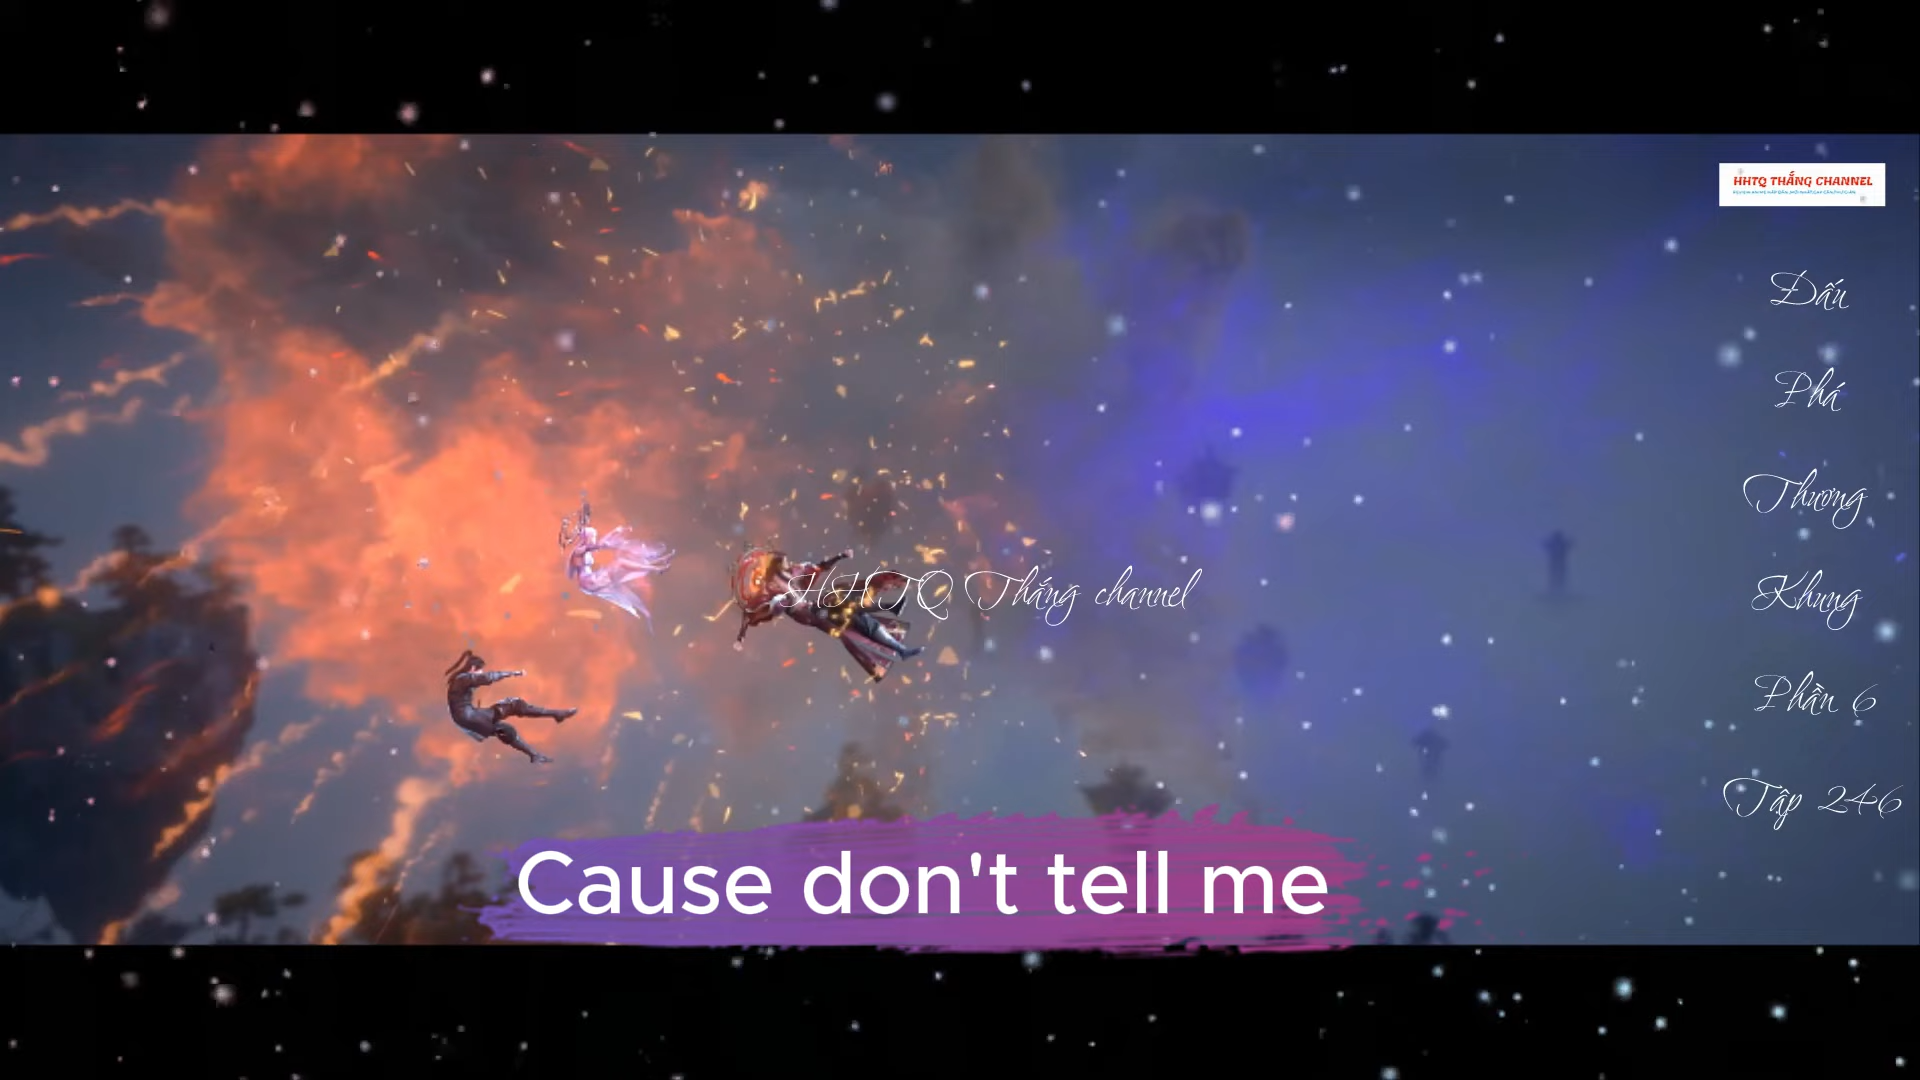 HHTQ THẮNG CHANNEL
Đấu
Phá
Thương
Khung
Phần 6
Tập 246
HHTQ Thắng channel
Cause don't tell me